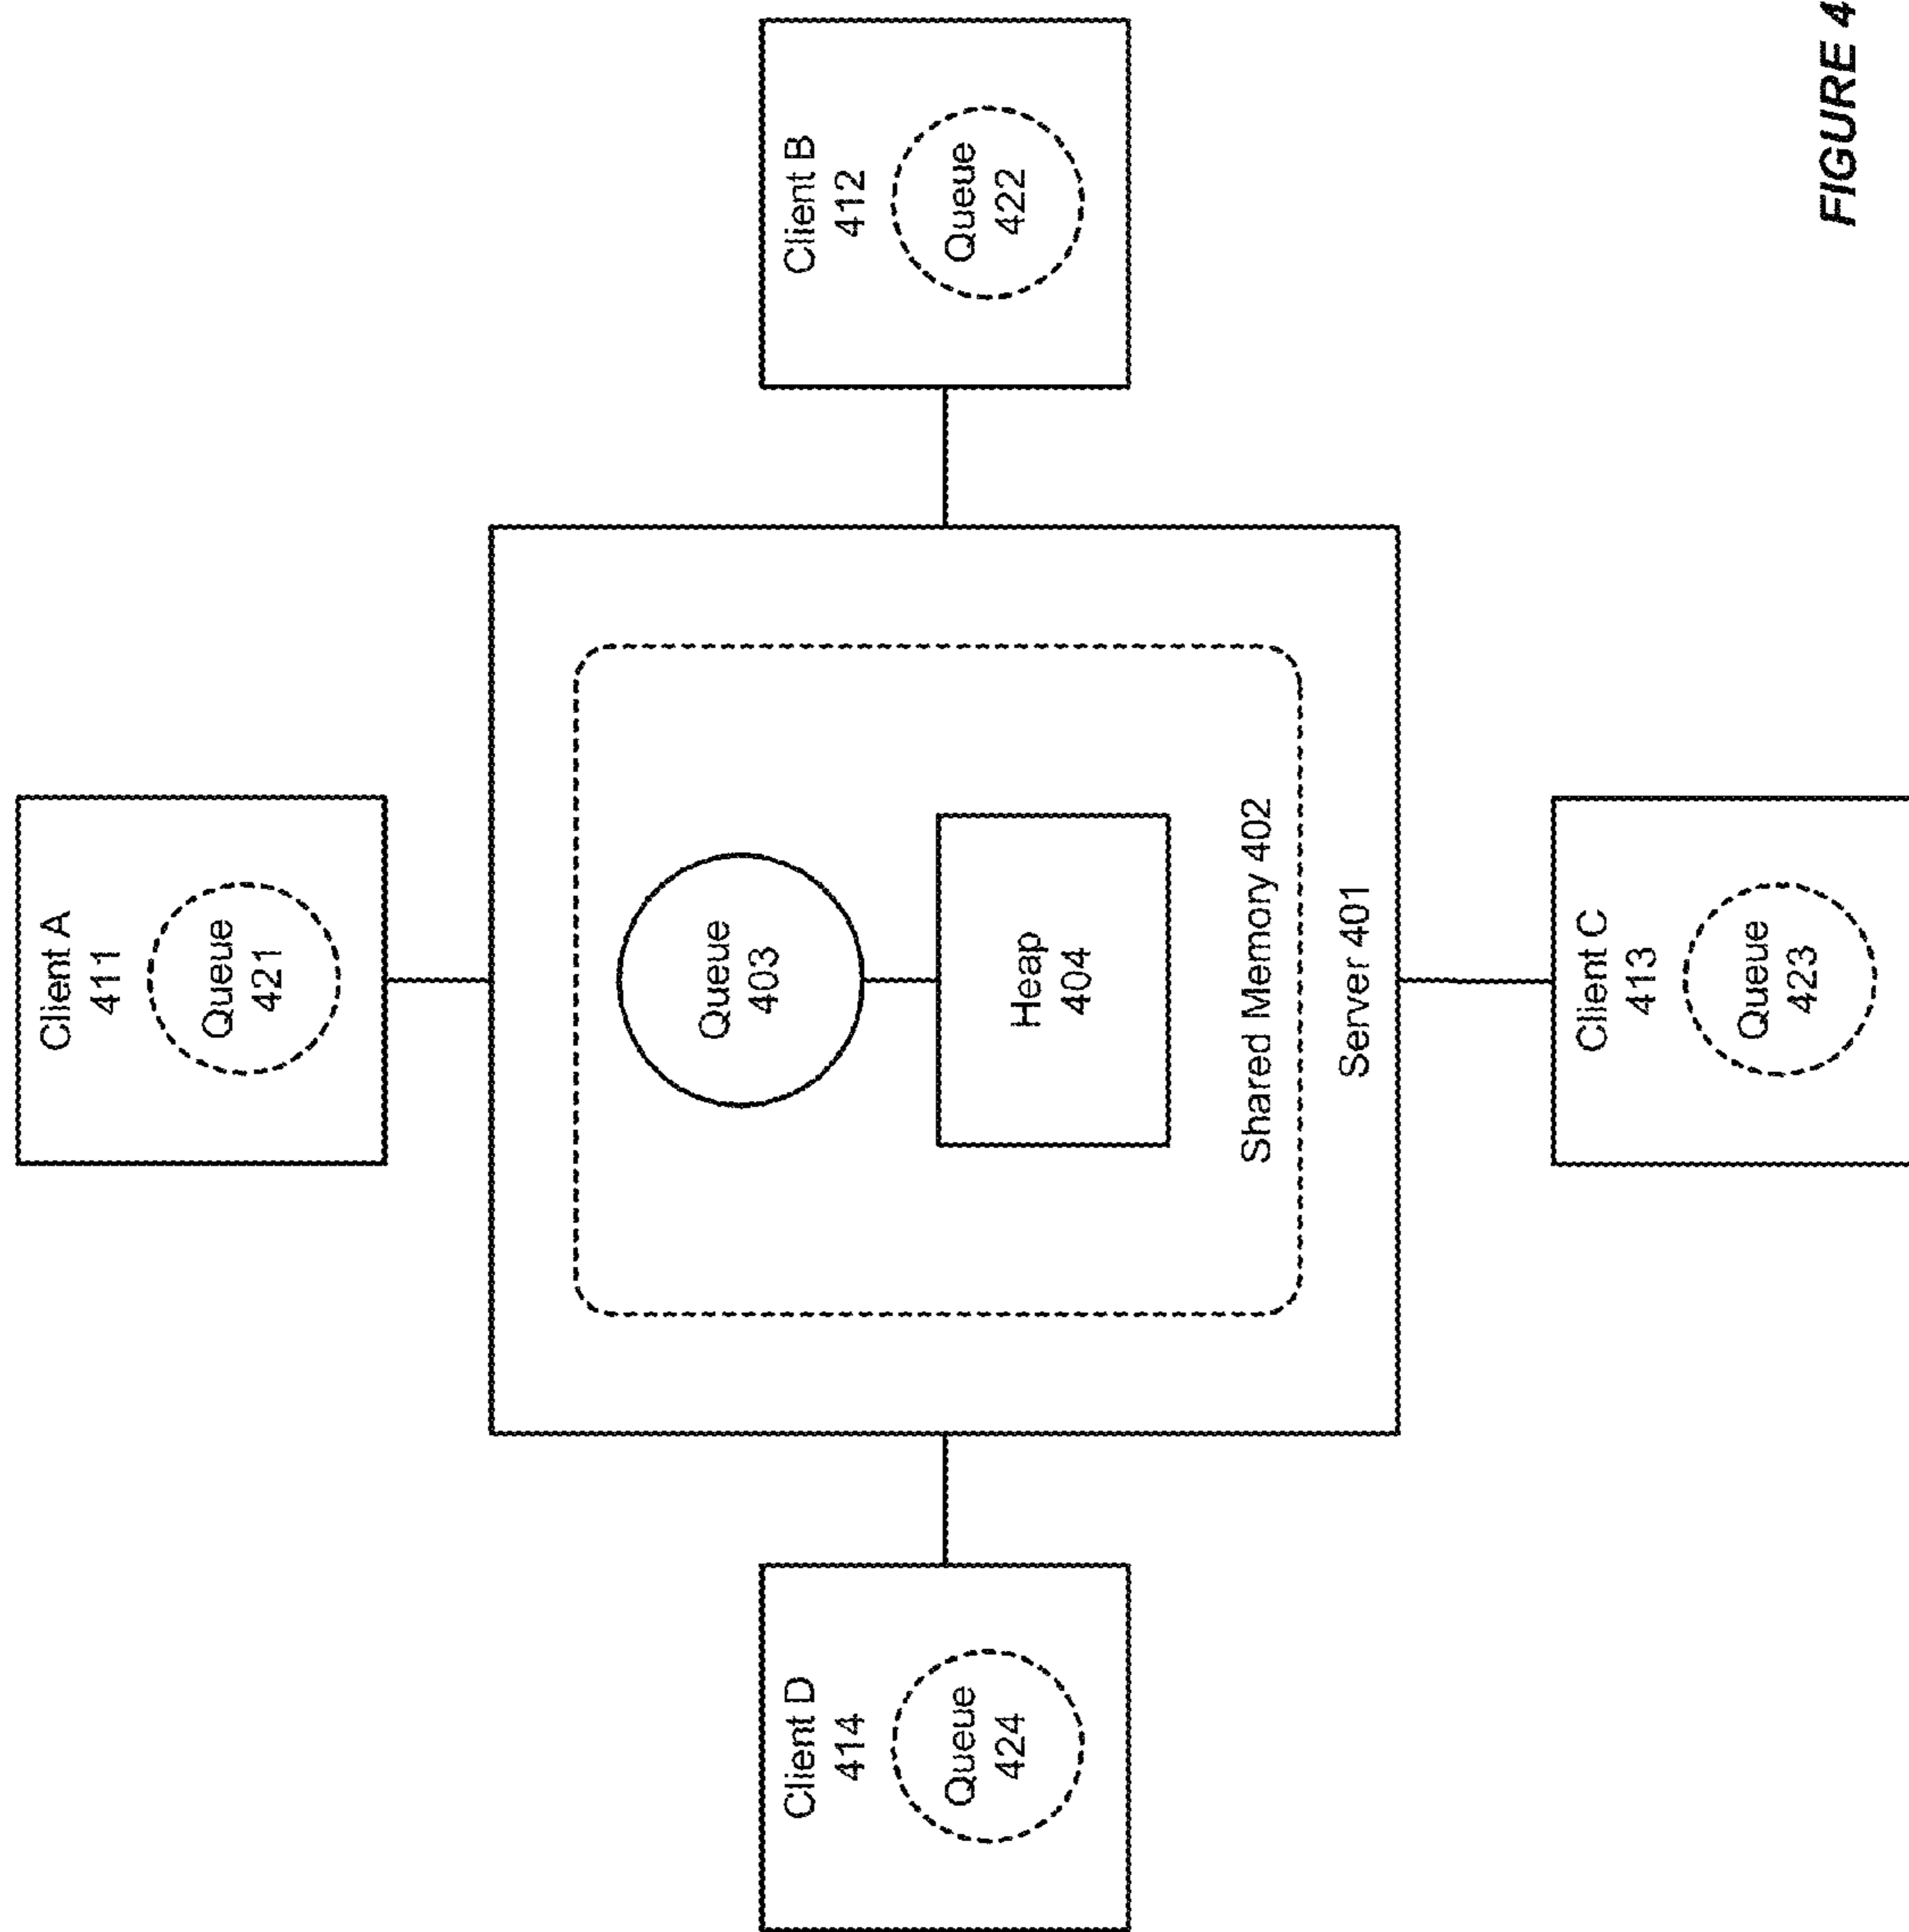 Client A
411
Queue
421
Client D
414
Queue
424
Queue
403
Heap
404
Shared Memory 402
Server 401
Client B
412
Queue
422
Client C
413
Queue
423
FIGURE 4